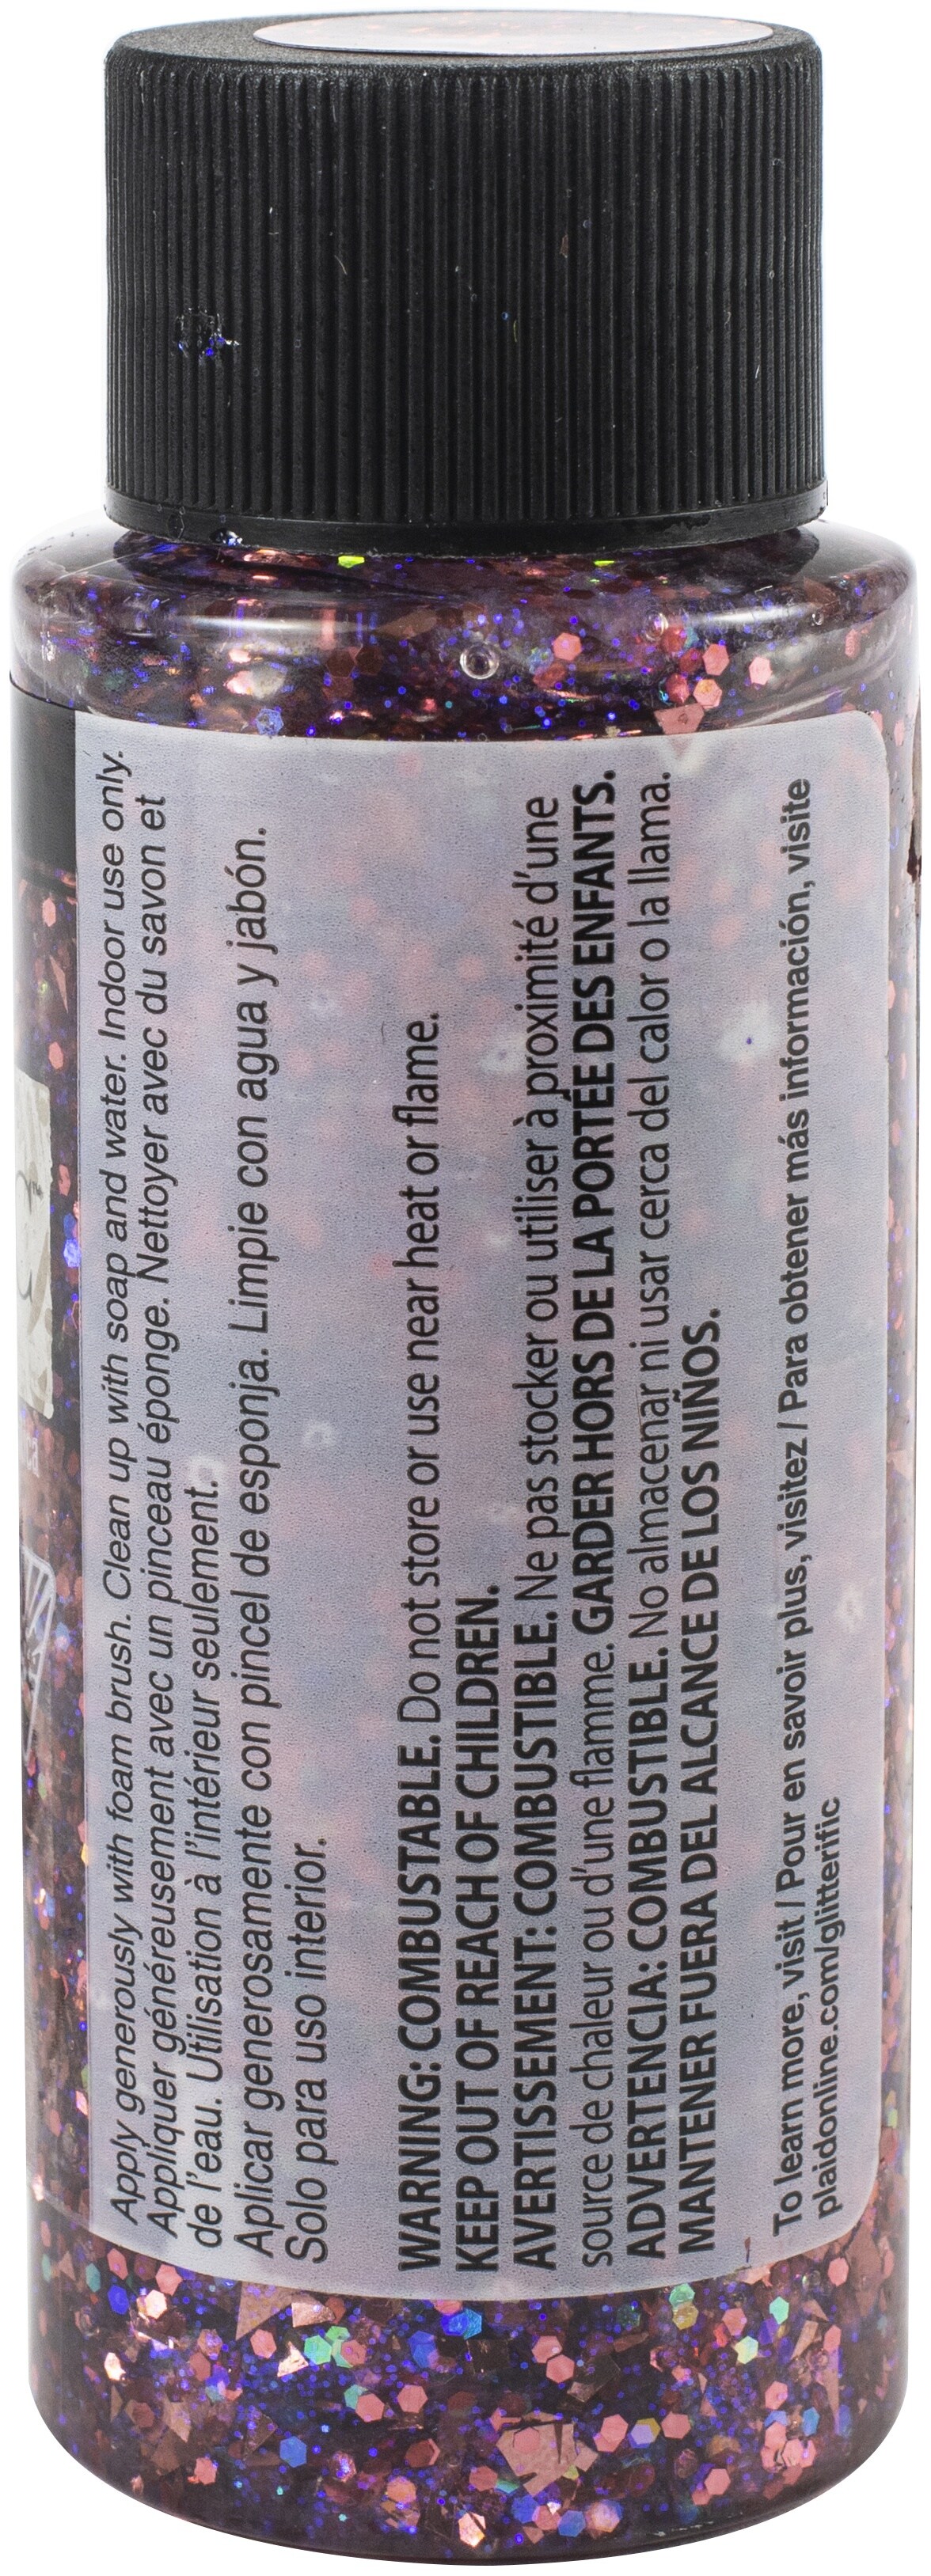 Apply generously with foam brush. Clean up with soap and water. Indoor use only.
Appliquer généreusement avec un pinceau éponge. Nettoyer avec du savon et
de l'eau. Utilisation à l'intérieur seulement.
Aplicar generosamente con pincel de esponja. Limpie con agua y jabón.
Solo para uso interior.
WARNING: COMBUSTABLE. Do not store or use near heat or flame.
KEEP OUT OF REACH OF CHILDREN.
AVERTISSEMENT: COMBUSTIBLE. Ne pas stocker ou utiliser à proximité d'une
source de chaleur ou d'une flamme. GARDER HORS DE LA PORTÉE DES ENFANTS.
ADVERTENCIA: COMBUSTIBLE. No almacenar ni usar cerca del calor o la llama.
MANTENER FUERA DEL ALCANCE DE LOS NIÑOS.
To learn more, visit / Pour en savoir plus, visitez / Para obtener más información, visite
plaidonline.com/glitterific